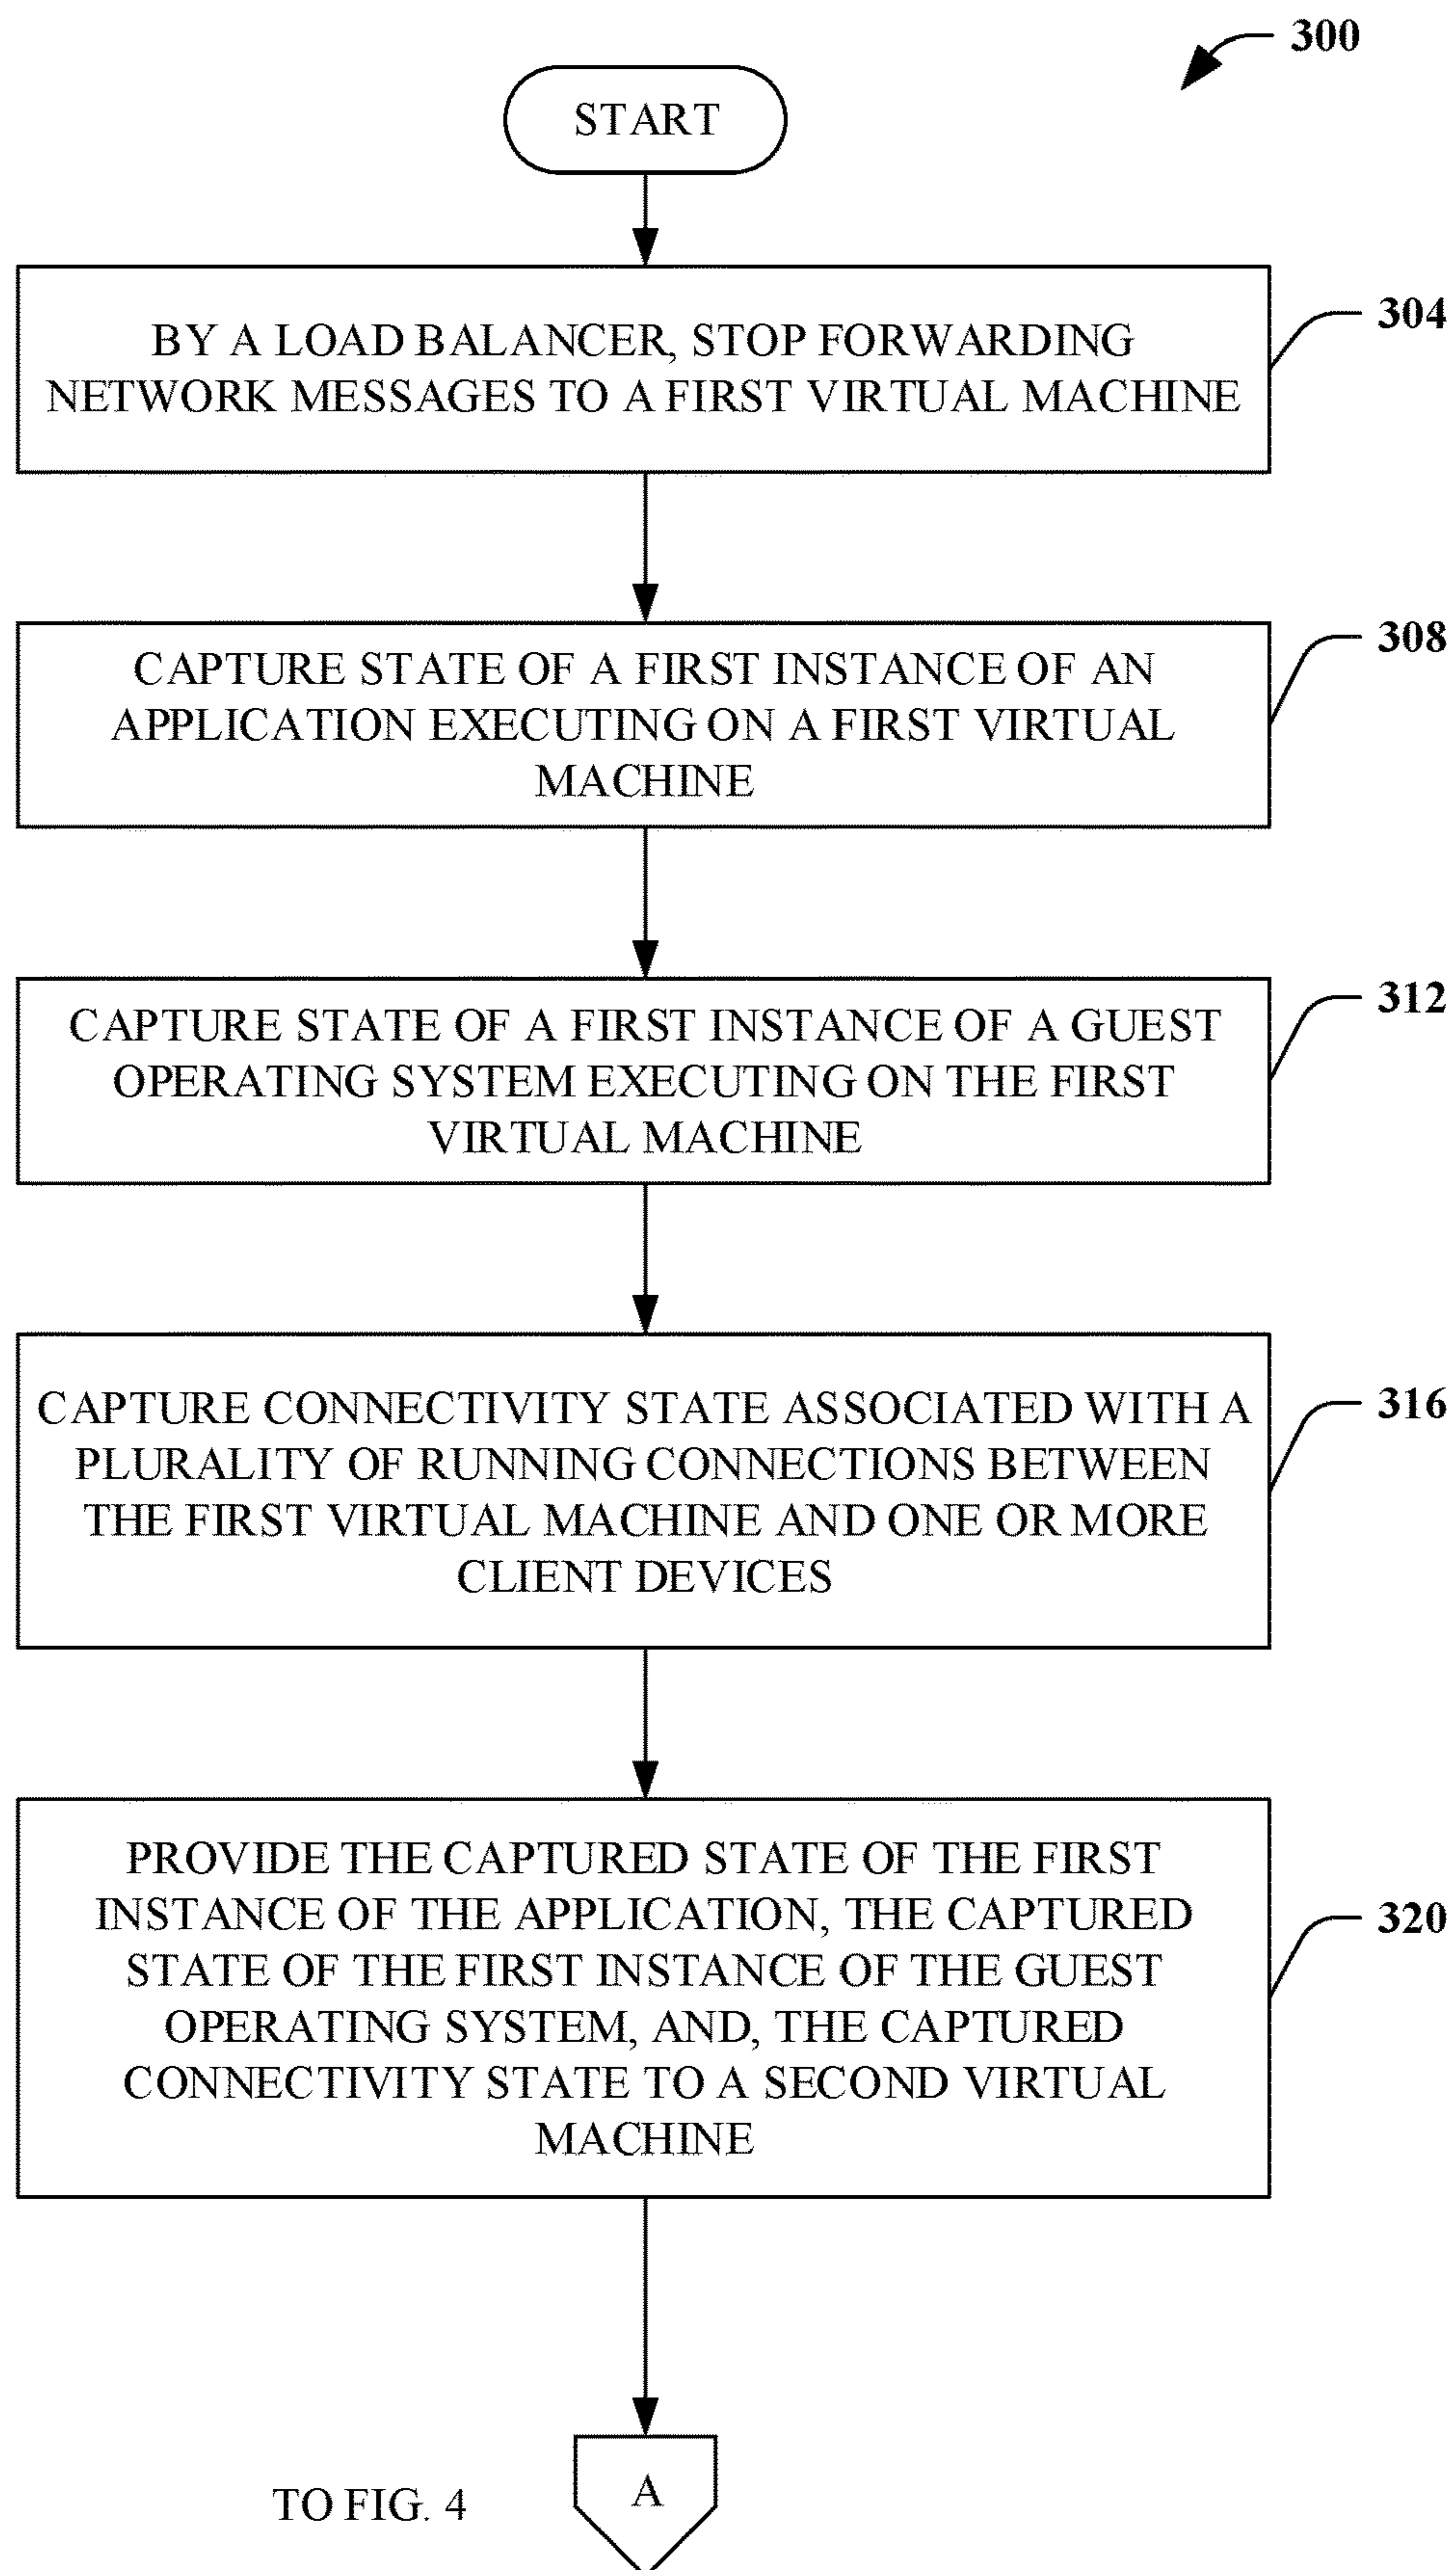 300
START
BY A LOAD BALANCER, STOP FORWARDING
NETWORK MESSAGES TO A FIRST VIRTUAL MACHINE
304
CAPTURE STATE OF A FIRST INSTANCE OF AN
APPLICATION EXECUTING ON A FIRST VIRTUAL
MACHINE
308
CAPTURE STATE OF A FIRST INSTANCE OF A GUEST
OPERATING SYSTEM EXECUTING ON THE FIRST
VIRTUAL MACHINE
312
CAPTURE CONNECTIVITY STATE ASSOCIATED WITH A
PLURALITY OF RUNNING CONNECTIONS BETWEEN
THE FIRST VIRTUAL MACHINE AND ONE OR MORE
CLIENT DEVICES
316
PROVIDE THE CAPTURED STATE OF THE FIRST
INSTANCE OF THE APPLICATION, THE CAPTURED
STATE OF THE FIRST INSTANCE OF THE GUEST
OPERATING SYSTEM, AND, THE CAPTURED
CONNECTIVITY STATE TO A SECOND VIRTUAL
MACHINE
320
TO FIG. 4
A